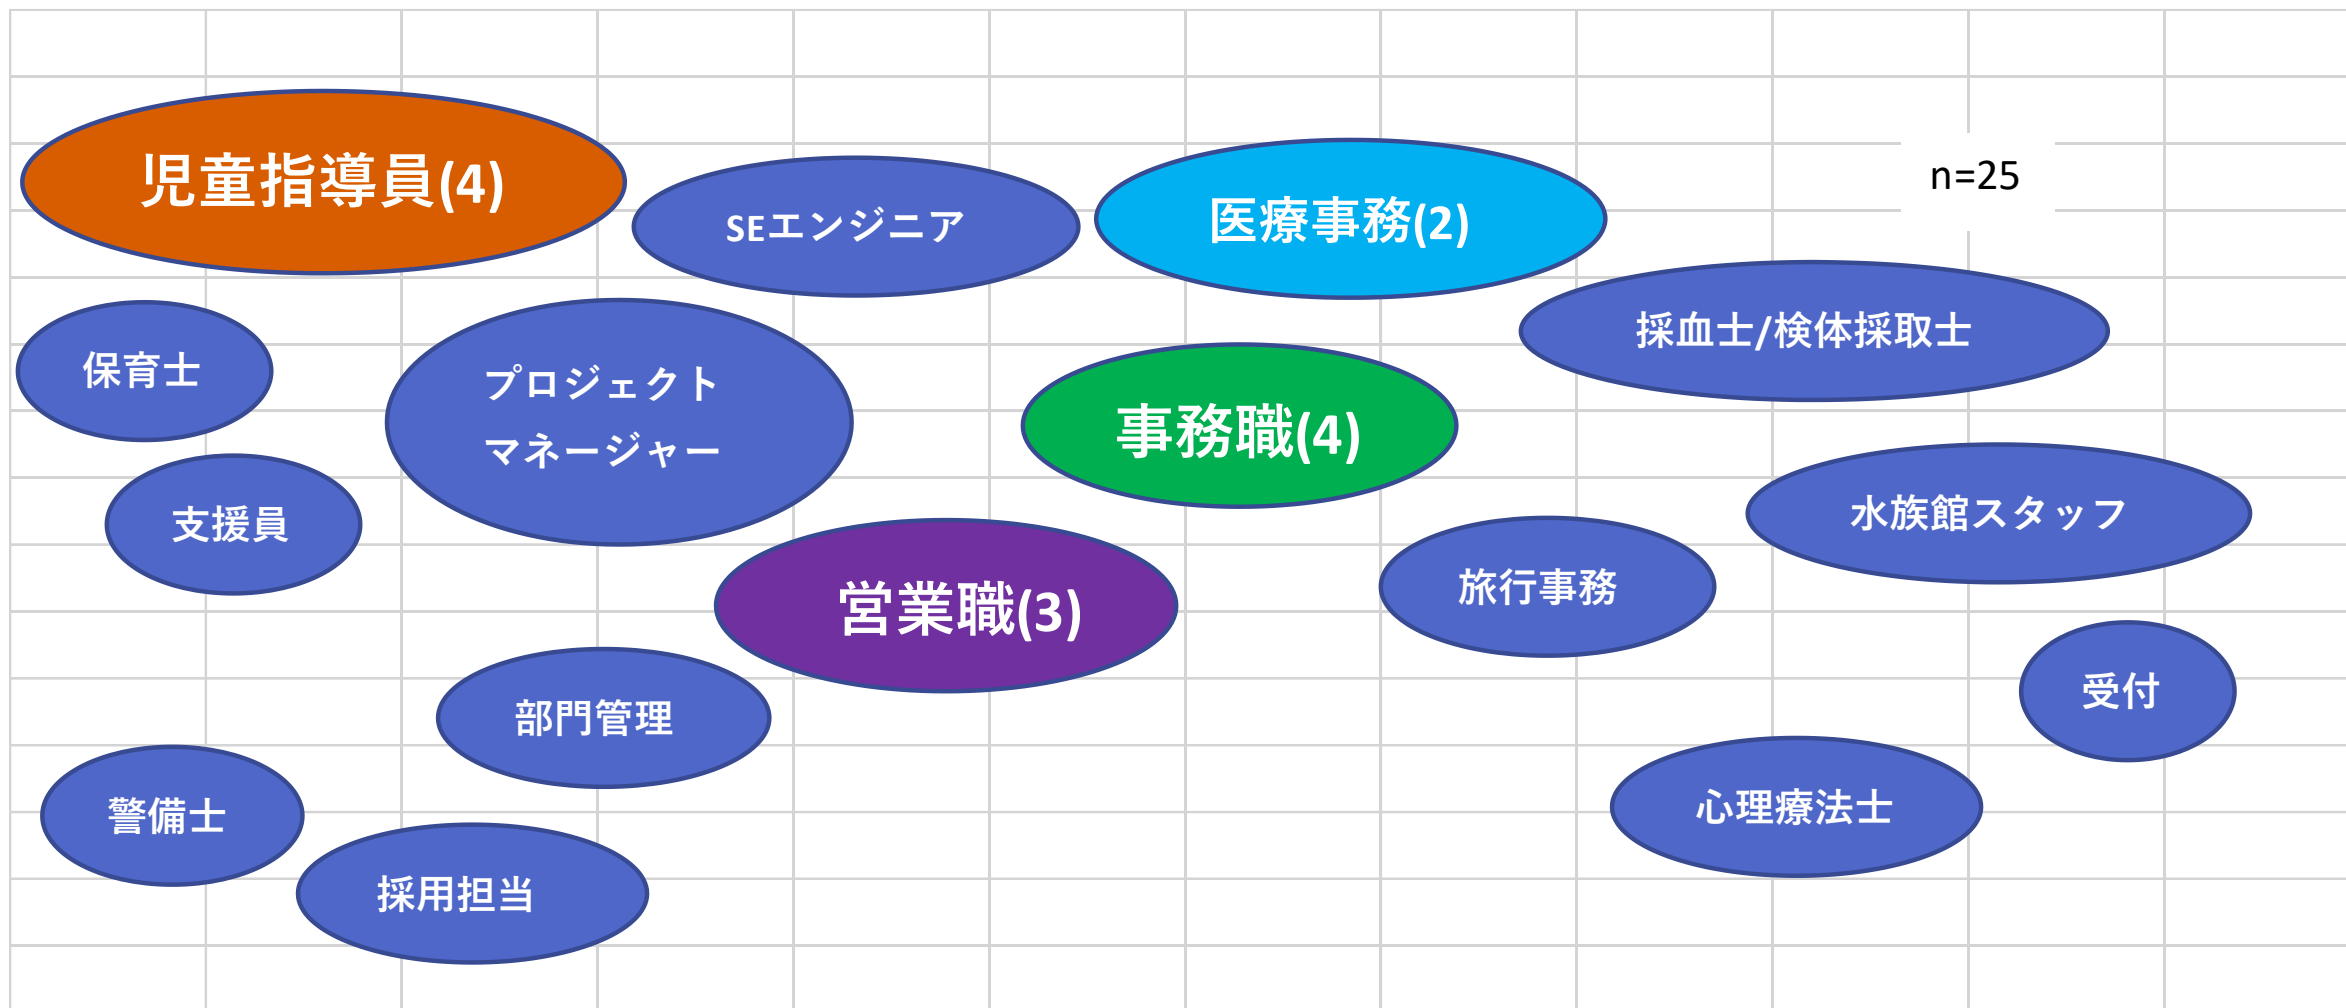 児童指導員(4)
SEエンジニア
医療事務(2)
n=25
保育士
プロジェクト
マネージャー
事務職(4)
採血士/検体採取士
支援員
営業職(3)
旅行事務
水族館スタッフ
部門管理
受付
警備士
採用担当
心理療法士